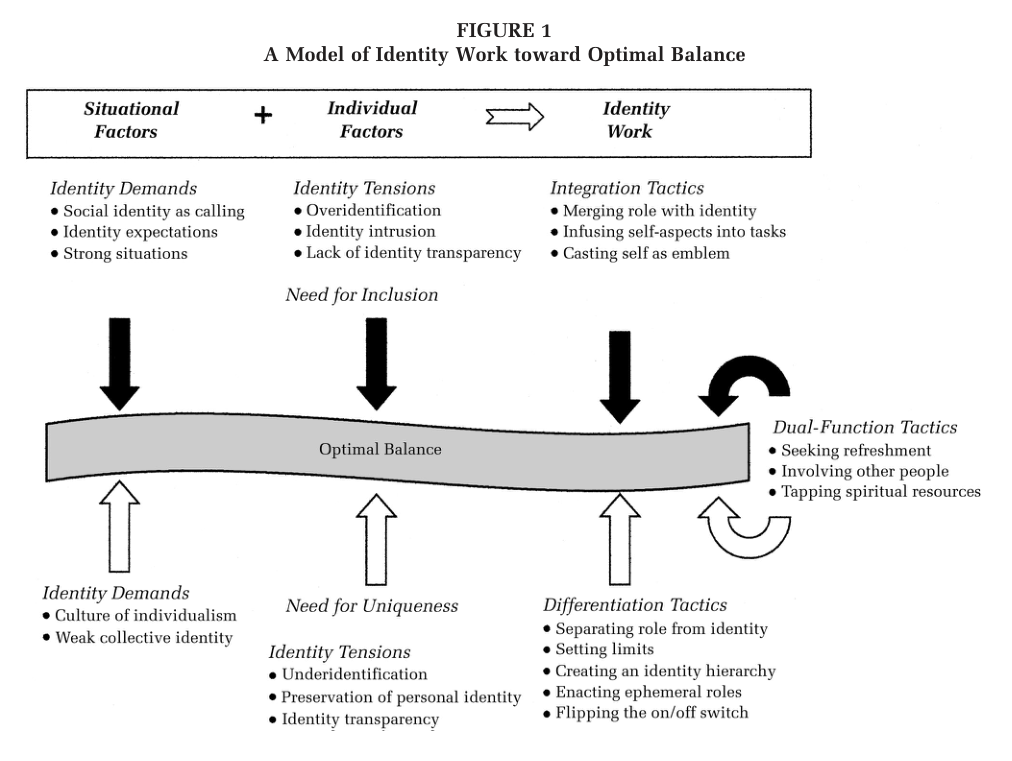 FIGURE 1
A Model of Identity Work toward Optimal Balance
Situational Factors
+
Individual Factors
Identity Work
Identity Demands
• Social identity as calling
• Identity expectations
• Strong situations
Identity Tensions
• Overidentification
• Identity intrusion
• Lack of identity transparency
Need for Inclusion
Integration Tactics
• Merging role with identity
• Infusing self-aspects into tasks
• Casting self as emblem
Optimal Balance
Dual-Function Tactics
• Seeking refreshment
• Involving other people
• Tapping spiritual resources
Identity Demands
• Culture of individualism
• Weak collective identity
Need for Uniqueness
Identity Tensions
• Underidentification
• Preservation of personal identity
• Identity transparency
Differentiation Tactics
• Separating role from identity
• Setting limits
• Creating an identity hierarchy
• Enacting ephemeral roles
• Flipping the on/off switch